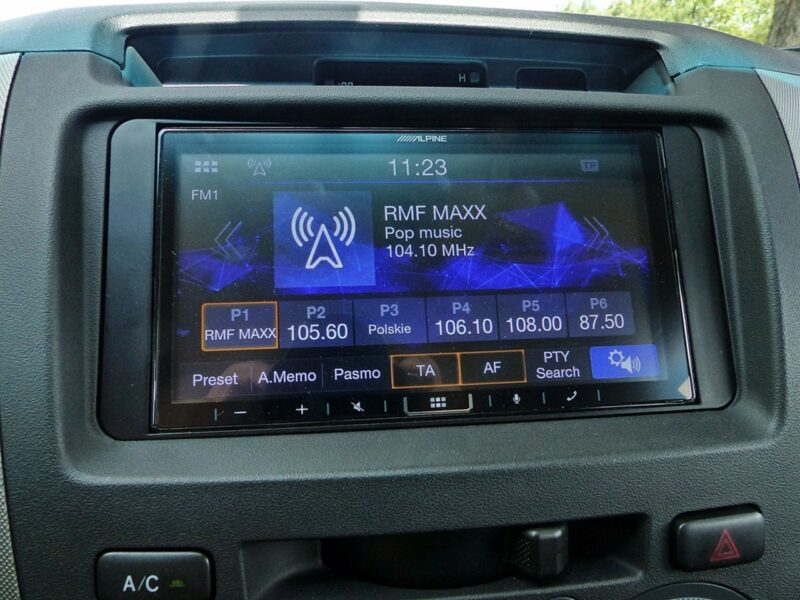 H
ALPINE
11:23
TP
FM1
RMF MAXX
Pop music
104.10 MHz
P1 P2 P3 P4 P5 P6
RMF MAXX 105.60 Polskie 106.10 108.00 87.50
Preset A.Memo Pasmo TA AF PTY Search
A/C